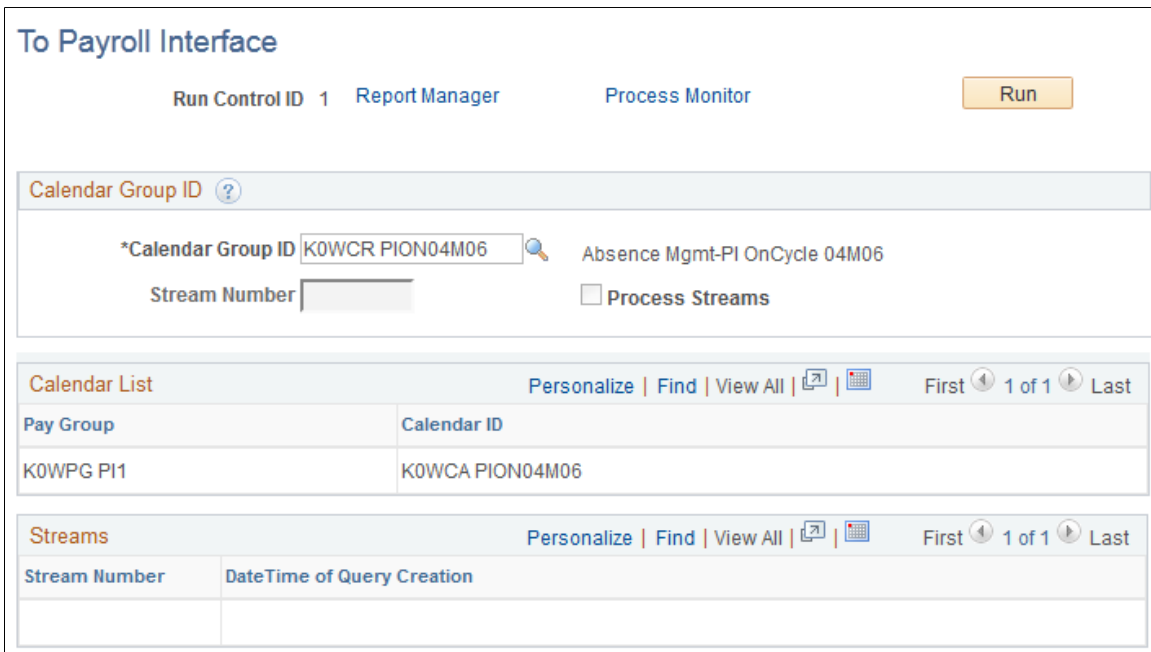 To Payroll Interface
Run Control ID 1 Report Manager Process Monitor Run
Calendar Group ID ?
*Calendar Group ID K0WCR PION04M06 Absence Mgmt-PI OnCycle 04M06
Stream Number Process Streams
Calendar List Personalize | Find | View All | | First 1 of 1 Last
Pay Group Calendar ID
K0WPG PI1 K0WCA PION04M06
Streams Personalize | Find | View All | | First 1 of 1 Last
Stream Number DateTime of Query Creation